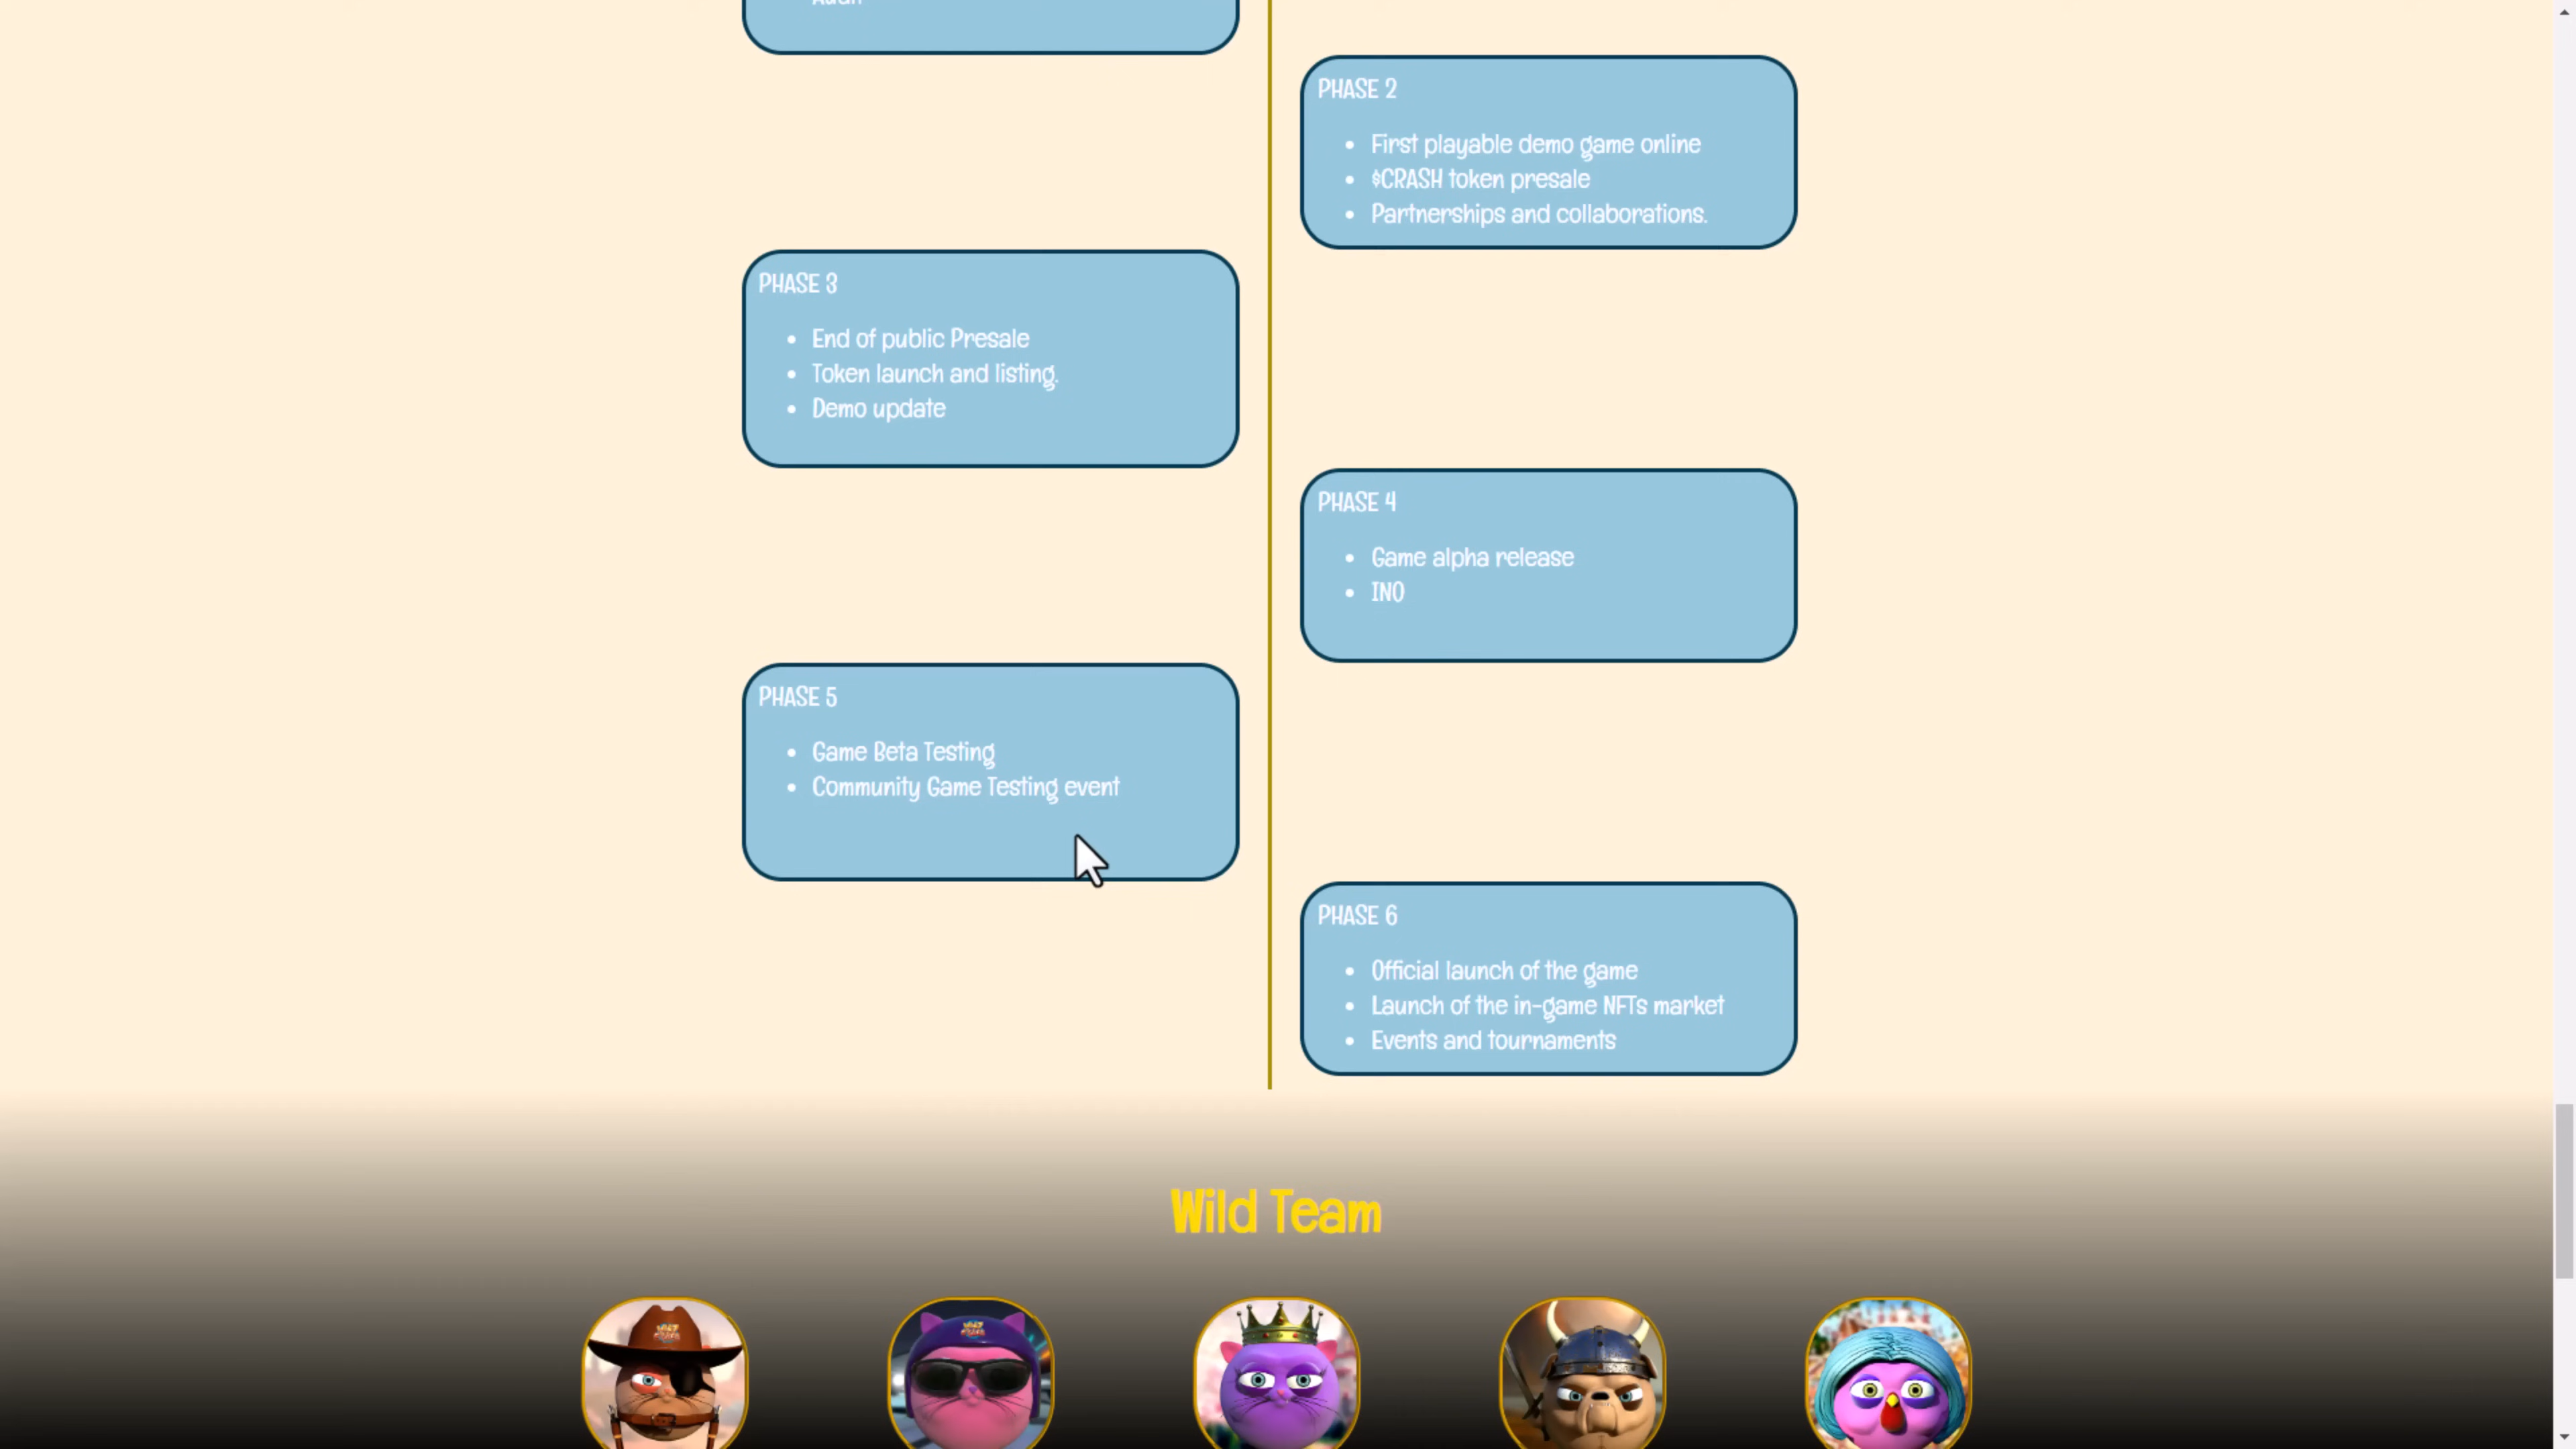 PHASE 2
First playable demo game online
$CRASH token presale
Partnerships and collaborations.
PHASE 3
End of public Presale
Token launch and listing.
Demo update
PHASE 4
Game alpha release
INO
PHASE 5
Game Beta Testing
Community Game Testing event
PHASE 6
Official launch of the game
Launch of the in-game NFTs market
Events and tournaments
Wild Team